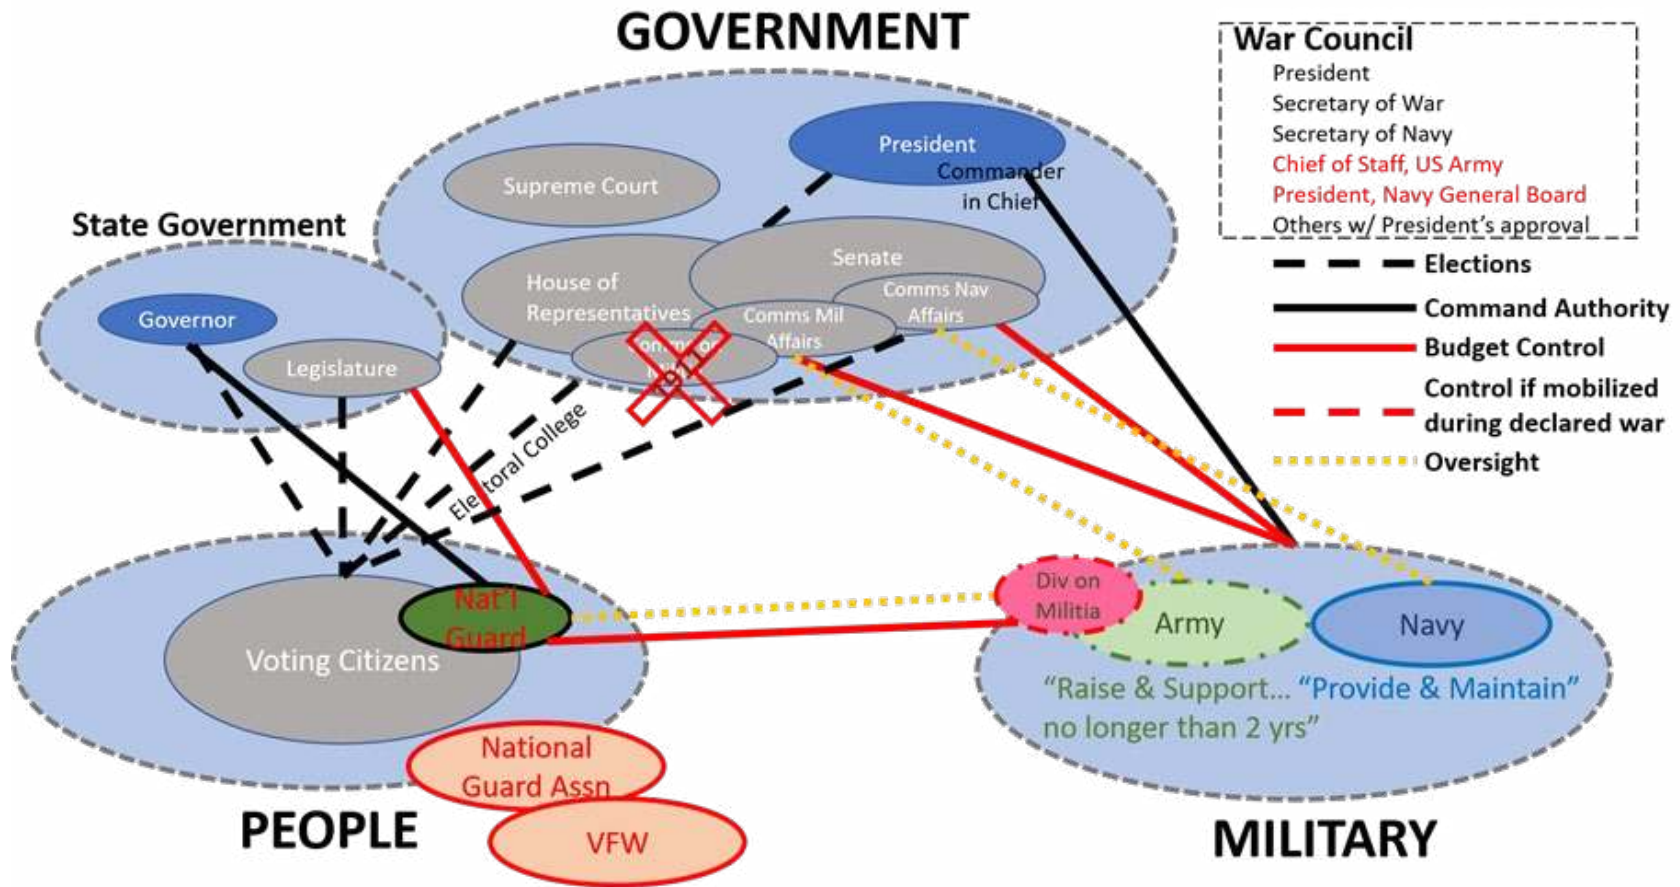 GOVERNMENT
War Council
President
Secretary of War
Secretary of Navy
Chief of Staff, US Army
President, Navy General Board
Others w/ President's approval
Elections
Command Authority
Budget Control
Control if mobilized
during declared war
Oversight
President
Commander
in Chief
Supreme Court
State Government
Senate
House of
Representatives
Comms Nav
Affairs
Comms Mil
Affairs
1911
Governor
Legislature
Electoral College
Nat'l
Guard
Voting Citizens
Div on
Militia
Army
Navy
"Raise & Support...
no longer than 2 yrs"
"Provide & Maintain"
National
Guard Assn
VFW
PEOPLE
MILITARY